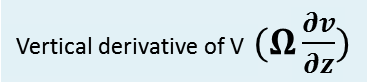 Vertical derivative of V (Ω ∂v/∂z)